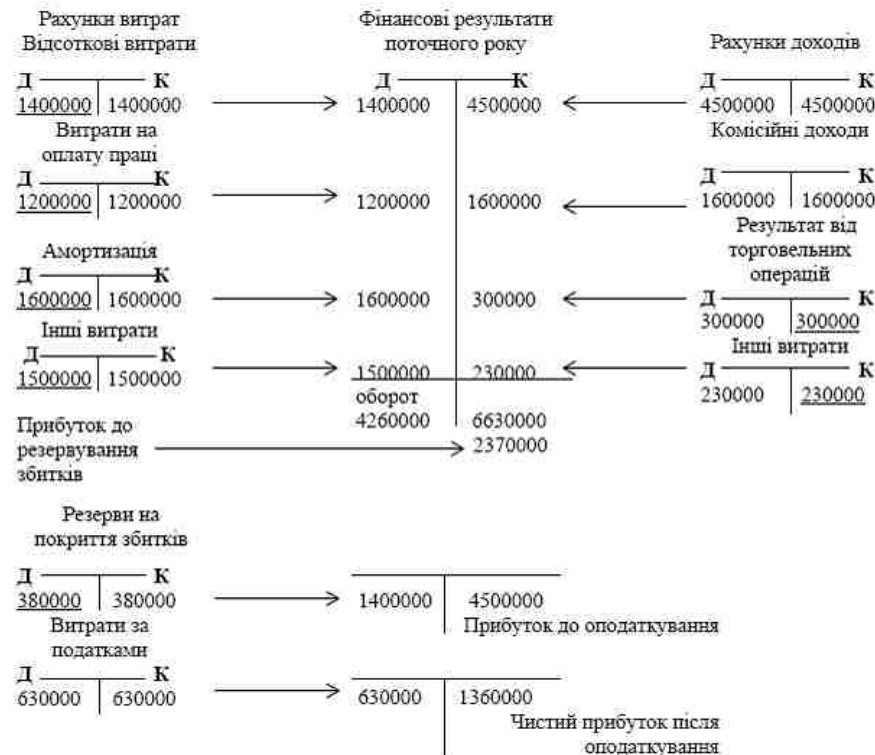 Рахунки витрат
Відсоткові витрати
Фінансові результати
поточного року
Рахунки доходів
Д К
1400000 1400000
Д К
1400000 4500000
Д К
4500000 4500000
Витрати на
оплату праці
Комісійні доходи
Д К
1200000 1200000
1200000 1600000
Д К
1600000 1600000
Амортизація
Результат від
торговельних
операцій
Д К
1600000 1600000
1600000 300000
Д К
300000 300000
Інші витрати
Інші витрати
Д К
1500000 1500000
1500000 230000
Д К
230000 230000
оборот
4260000 6630000
Прибуток до
резервування
збитків
2370000
Резерви на
покриття збитків
Д К
380000 380000
1400000 4500000
Прибуток до оподаткування
Витрати за
податками
Д К
630000 630000
630000 1360000
Чистий прибуток після
оподаткування